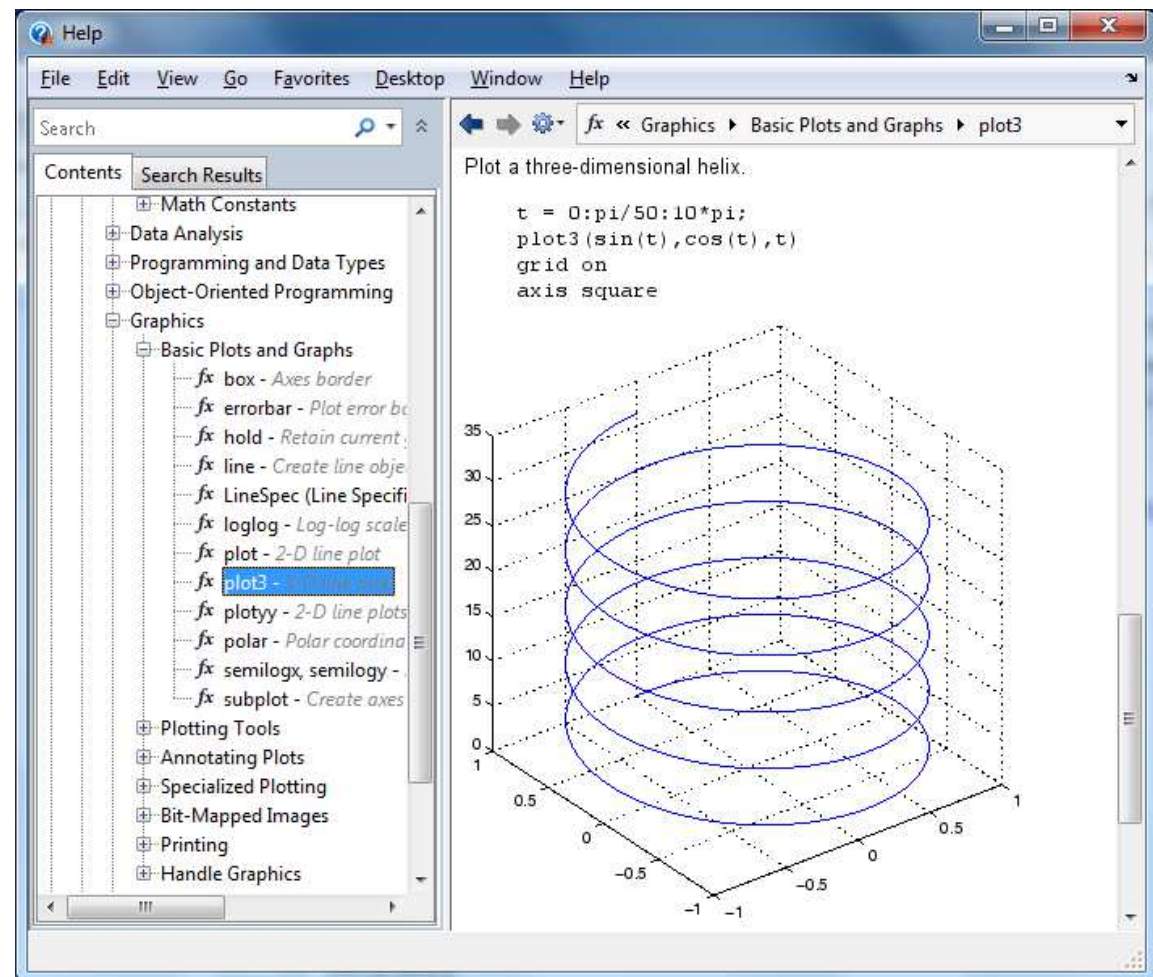 Help
File Edit View Go Favorites Desktop Window Help
Search
fx « Graphics ▸ Basic Plots and Graphs ▸ plot3
Contents Search Results
Math Constants
Data Analysis
Programming and Data Types
Object-Oriented Programming
Graphics
Basic Plots and Graphs
fx box - Axes border
fx errorbar - Plot error
fx hold - Retain current
fx line - Create line
fx LineSpec (Line
fx loglog - Log-log scale
fx plot - 2-D line plot
fx plot3 -
fx plotyy - 2-D line plots
fx polar - Polar
fx semilogx, semilogy -
fx subplot - Create axes
Plotting Tools
Annotating Plots
Specialized Plotting
Bit-Mapped Images
Printing
Handle Graphics
Plot a three-dimensional helix.
t = 0:pi/50:10*pi;
plot3(sin(t),cos(t),t)
grid on
axis square
35
30
25
20
15
10
5
0
1
0.5
0
-0.5
-1
-1
-0.5
0
0.5
1